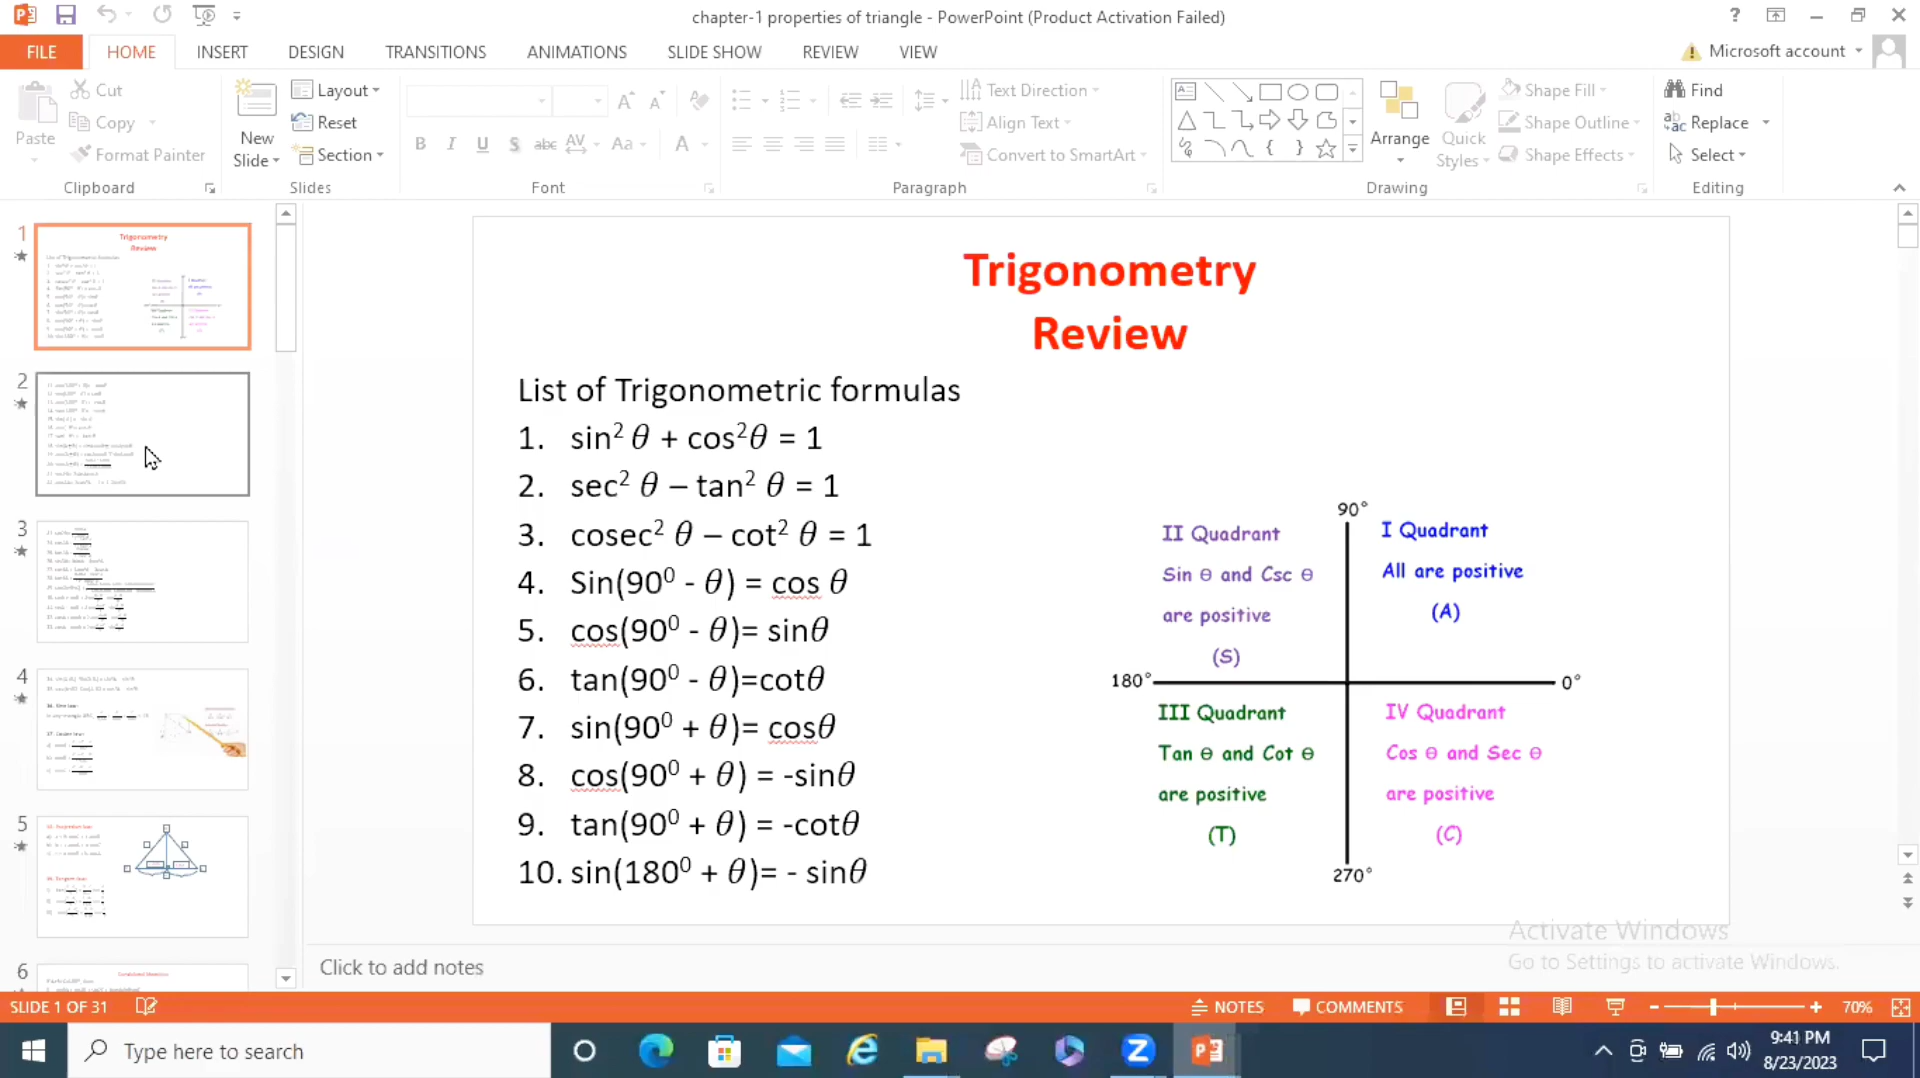 chapter-1 properties of triangle - PowerPoint (Product Activation Failed)
FILE HOME INSERT DESIGN TRANSITIONS ANIMATIONS SLIDE SHOW REVIEW VIEW Microsoft account
Paste Cut Copy Format Painter
Clipboard
New Slide Layout Reset Section
Slides
Font
Text Direction
Align Text
Convert to SmartArt
Paragraph
Arrange Quick Styles
Shape Fill
Shape Outline
Shape Effects
Drawing
Find
Replace
Select
Editing
1
2
3
4
5
6
Trigonometry
Review
List of Trigonometric formulas
1. sin² θ + cos²θ = 1
2. sec² θ – tan² θ = 1
3. cosec² θ – cot² θ = 1
4. Sin(90⁰ - θ) = cos θ
5. cos(90⁰ - θ)= sinθ
6. tan(90⁰ - θ)=cotθ
7. sin(90⁰ + θ)= cosθ
8. cos(90⁰ + θ) = -sinθ
9. tan(90⁰ + θ) = -cotθ
10. sin(180⁰ + θ)= - sinθ
90°
II Quadrant
Sin θ and Csc θ
are positive
(S)
I Quadrant
All are positive
(A)
180°
0°
III Quadrant
Tan θ and Cot θ
are positive
(T)
IV Quadrant
Cos θ and Sec θ
are positive
(C)
270°
Activate Windows
Go to Settings to activate Windows.
Click to add notes
SLIDE 1 OF 31 NOTES COMMENTS 70%
Type here to search
9:41 PM
8/23/2023